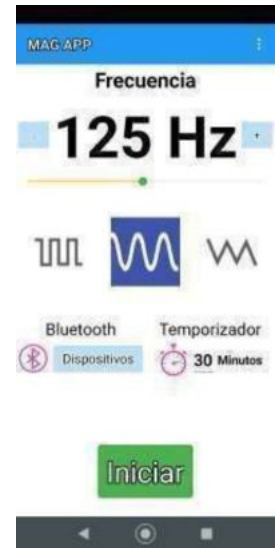 MAG APP
Frecuencia
- 125 Hz +
Bluetooth Temporizador
Dispositivos 30 Minutos
Iniciar